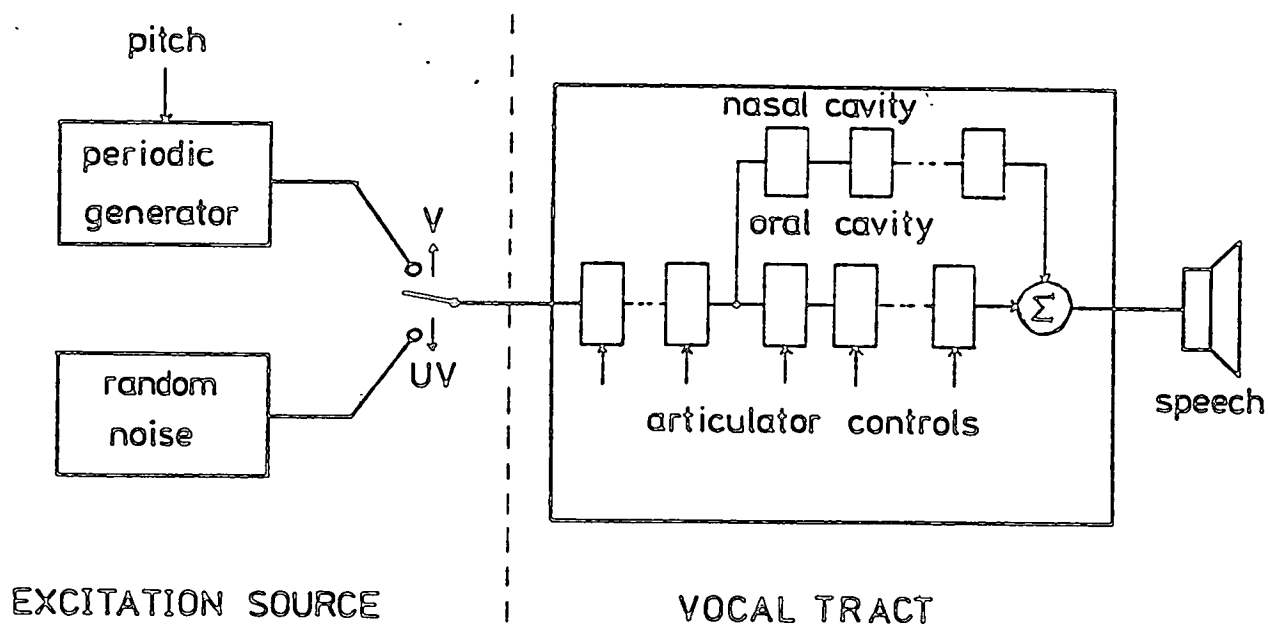 pitch
periodic
generator
V
UV
random
noise
nasal cavity
oral cavity
Σ
articulator controls
speech
EXCITATION SOURCE
VOCAL TRACT